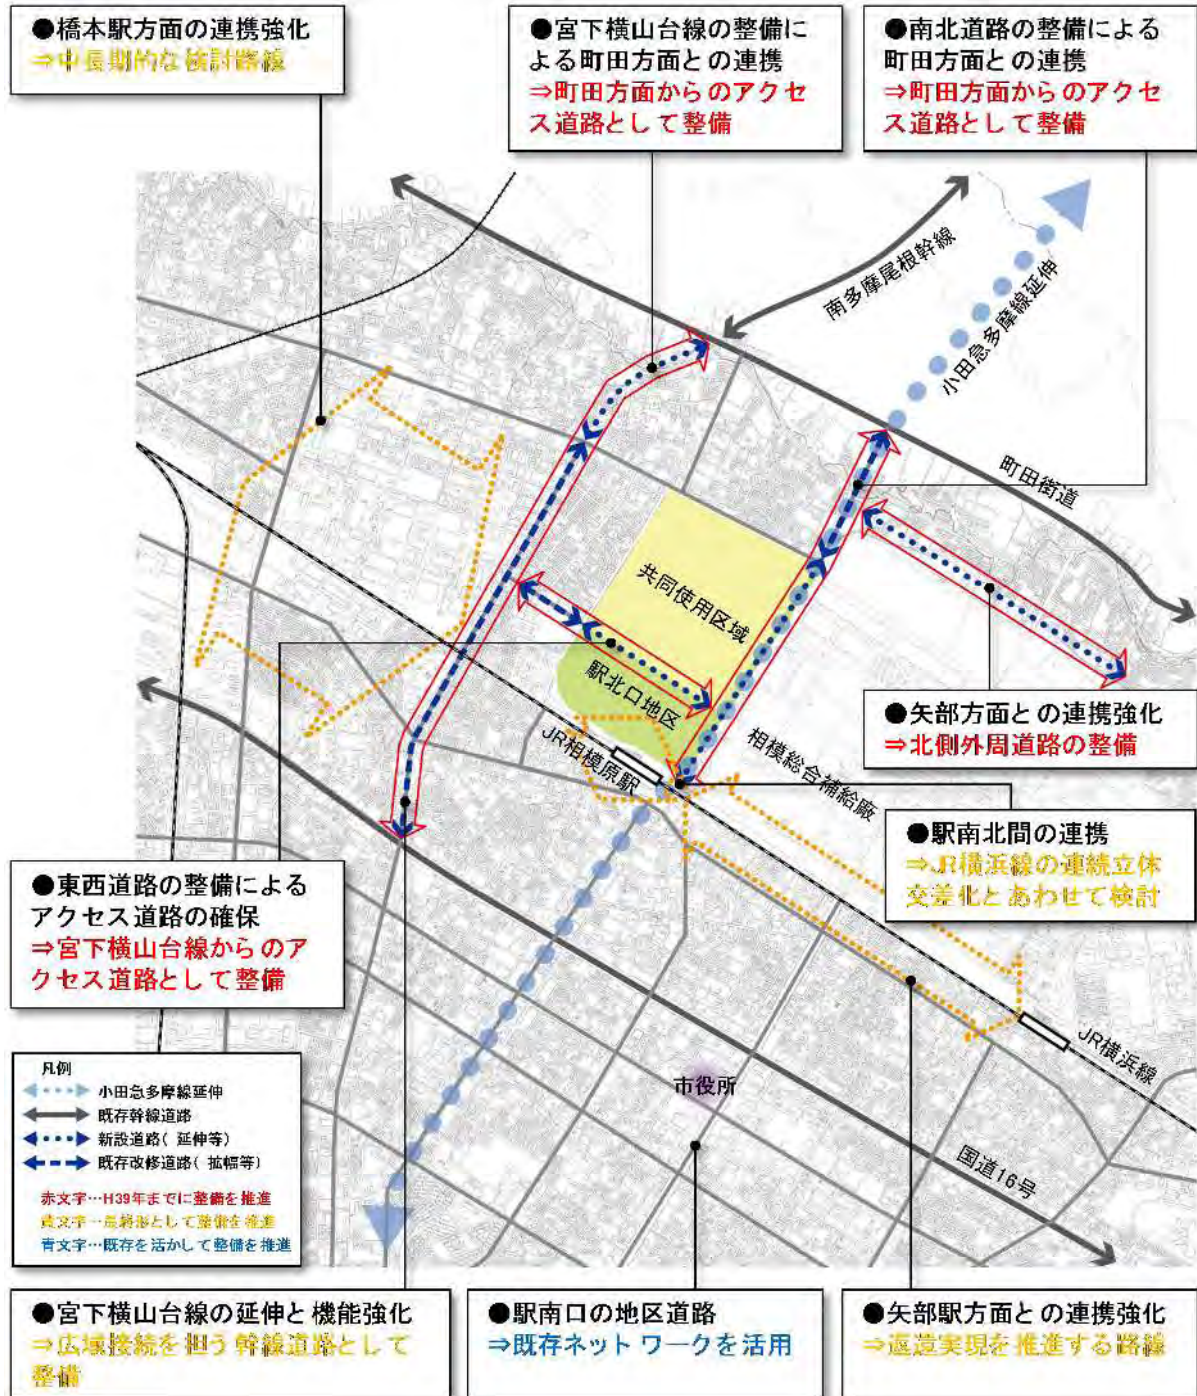 ●橋本駅方面の連携強化
⇒中長期的な検討路線
●宮下横山台線の整備に
よる町田方面との連携
⇒町田方面からのアクセ
ス道路として整備
●南北道路の整備による
町田方面との連携
⇒町田方面からのアクセ
ス道路として整備
南多摩尾根幹線
小田急多摩線延伸
町田街道
共同使用区域
駅北口地区
JR相模原駅
相模総合補給廠
●矢部方面との連携強化
⇒北側外周道路の整備
●駅南北間の連携
⇒JR横浜線の連続立体
交差化とあわせて検討
●東西道路の整備による
アクセス道路の確保
⇒宮下横山台線からのア
クセス道路として整備
JR横浜線
市役所
国道16号
凡例
小田急多摩線延伸
既存幹線道路
新設道路(延伸等)
既存改修道路(拡幅等)
赤文字…H39年までに整備を推進
黄文字…最終形として整備を推進
青文字…既存を活かして整備を推進
●宮下横山台線の延伸と機能強化
⇒広域接続を担う幹線道路として
整備
●駅南口の地区道路
⇒既存ネットワークを活用
●矢部駅方面との連携強化
⇒返還実現を推進する路線